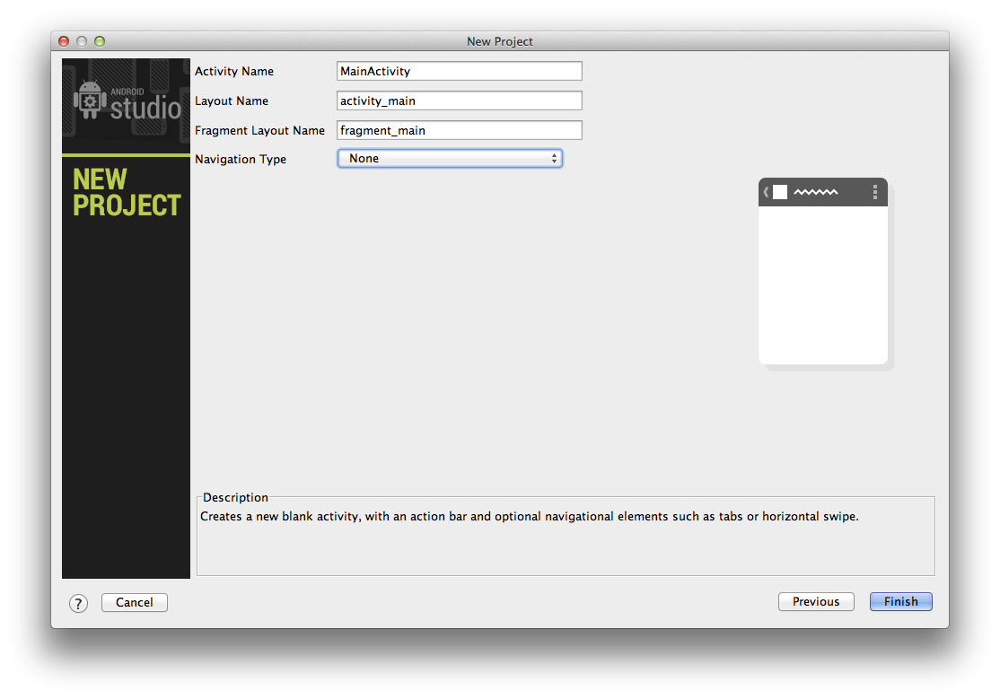 New Project
ANDROID
studio
NEW
PROJECT
Activity Name
MainActivity
Layout Name
activity_main
Fragment Layout Name
fragment_main
Navigation Type
None
Description
Creates a new blank activity, with an action bar and optional navigational elements such as tabs or horizontal swipe.
?
Cancel
Previous
Finish